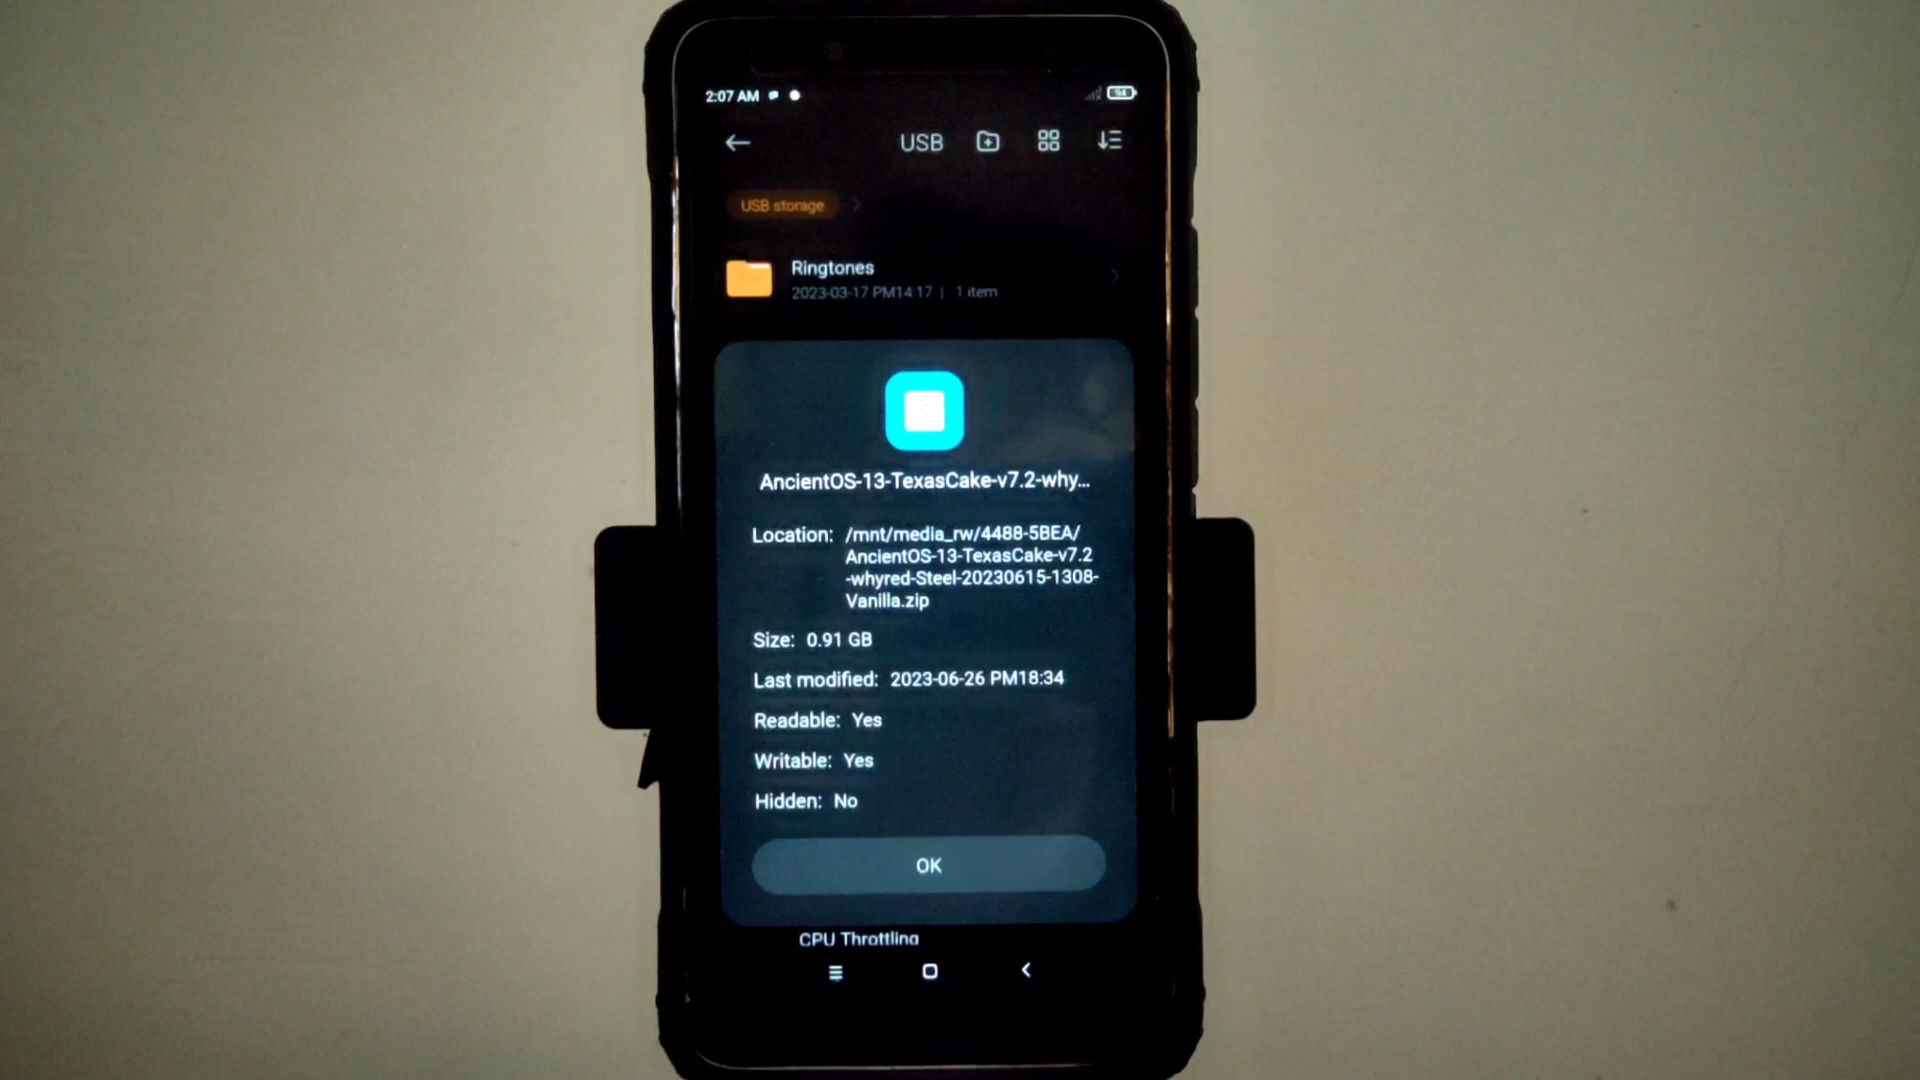 2:07 AM
94
USB
USB storage
Ringtones
2023-03-17 PM14:17 | 1 item
AncientOS-13-TexasCake-v7.2-why...
Location: /mnt/media_rw/4488-5BEA/
AncientOS-13-TexasCake-v7.2
-whyred-Steel-20230615-1308-
Vanilla.zip
Size: 0.91 GB
Last modified: 2023-06-26 PM18:34
Readable: Yes
Writable: Yes
Hidden: No
OK
CPU Throttling